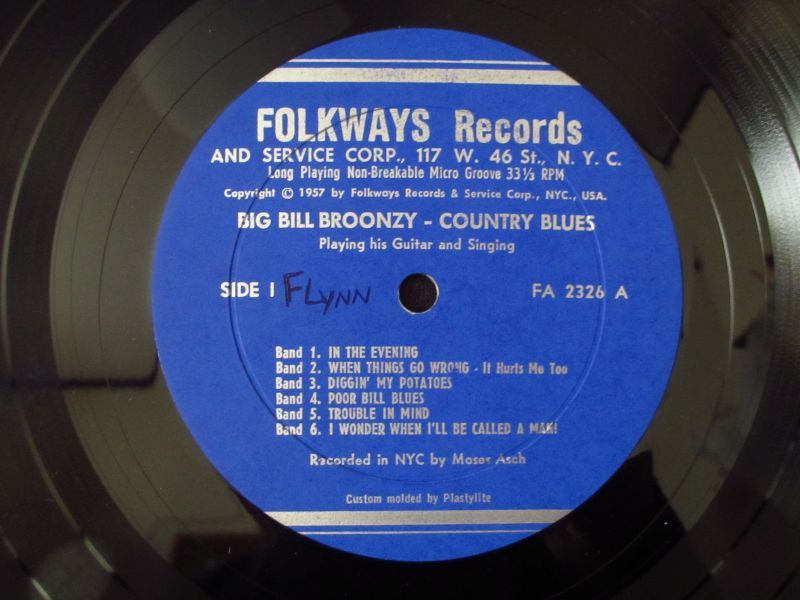 FOLKWAYS Records
AND SERVICE CORP., 117 W. 46 St., N. Y. C.
Long Playing Non-Breakable Micro Groove 33⅓ RPM
Copyright © 1957 by Folkways Records & Service Corp., NYC., USA.
BIG BILL BROONZY - COUNTRY BLUES
Playing his Guitar and Singing
SIDE I FLYNN FA 2326 A
Band 1. IN THE EVENING
Band 2. WHEN THINGS GO WRONG - It Hurts Me Too
Band 3. DIGGIN' MY POTATOES
Band 4. POOR BILL BLUES
Band 5. TROUBLE IN MIND
Band 6. I WONDER WHEN I'LL BE CALLED A MAN!
Recorded in NYC by Moses Asch
Custom molded by Plastylite